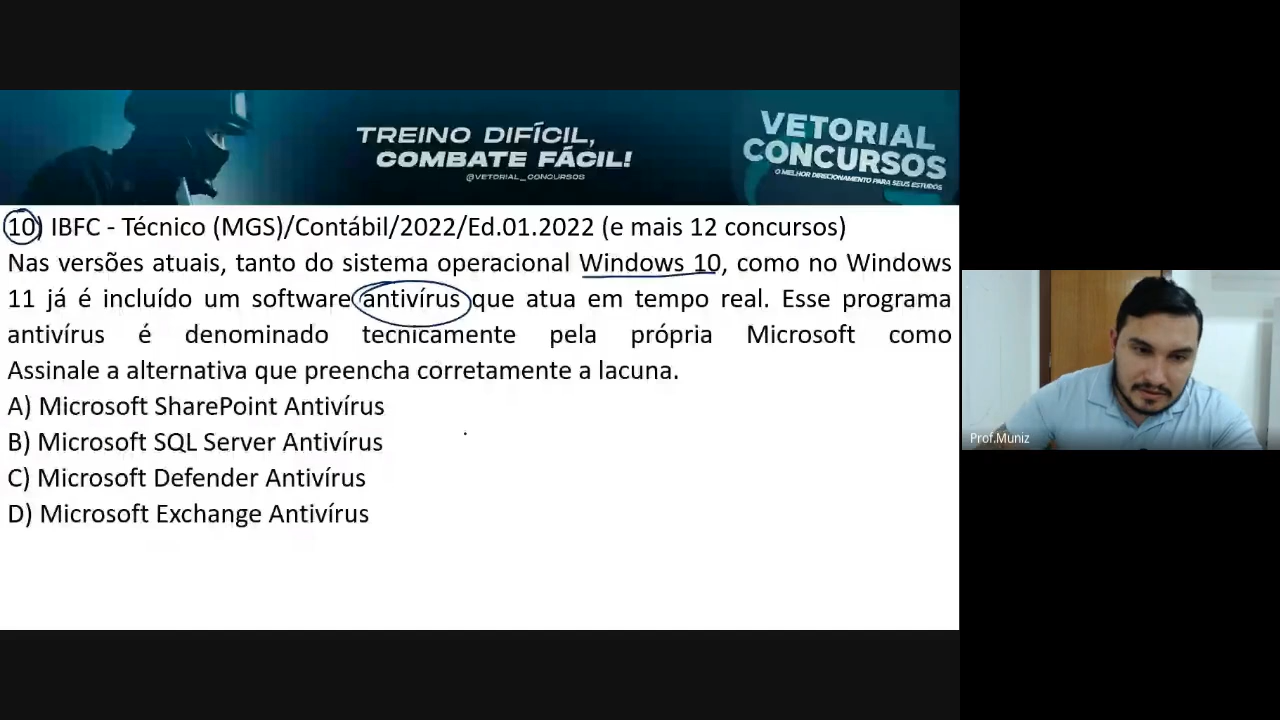 TREINO DIFÍCIL,
COMBATE FÁCIL!
@VETORIAL_CONCURSOS
VETORIAL
CONCURSOS
O MELHOR DIRECIONAMENTO PARA SEUS ESTUDOS
10) IBFC - Técnico (MGS)/Contábil/2022/Ed.01.2022 (e mais 12 concursos)
Nas versões atuais, tanto do sistema operacional Windows 10, como no Windows
11 já é incluído um software antivírus que atua em tempo real. Esse programa
antivírus é denominado tecnicamente pela própria Microsoft como
Assinale a alternativa que preencha corretamente a lacuna.
A) Microsoft SharePoint Antivírus
B) Microsoft SQL Server Antivírus
C) Microsoft Defender Antivírus
D) Microsoft Exchange Antivírus
Prof.Muniz